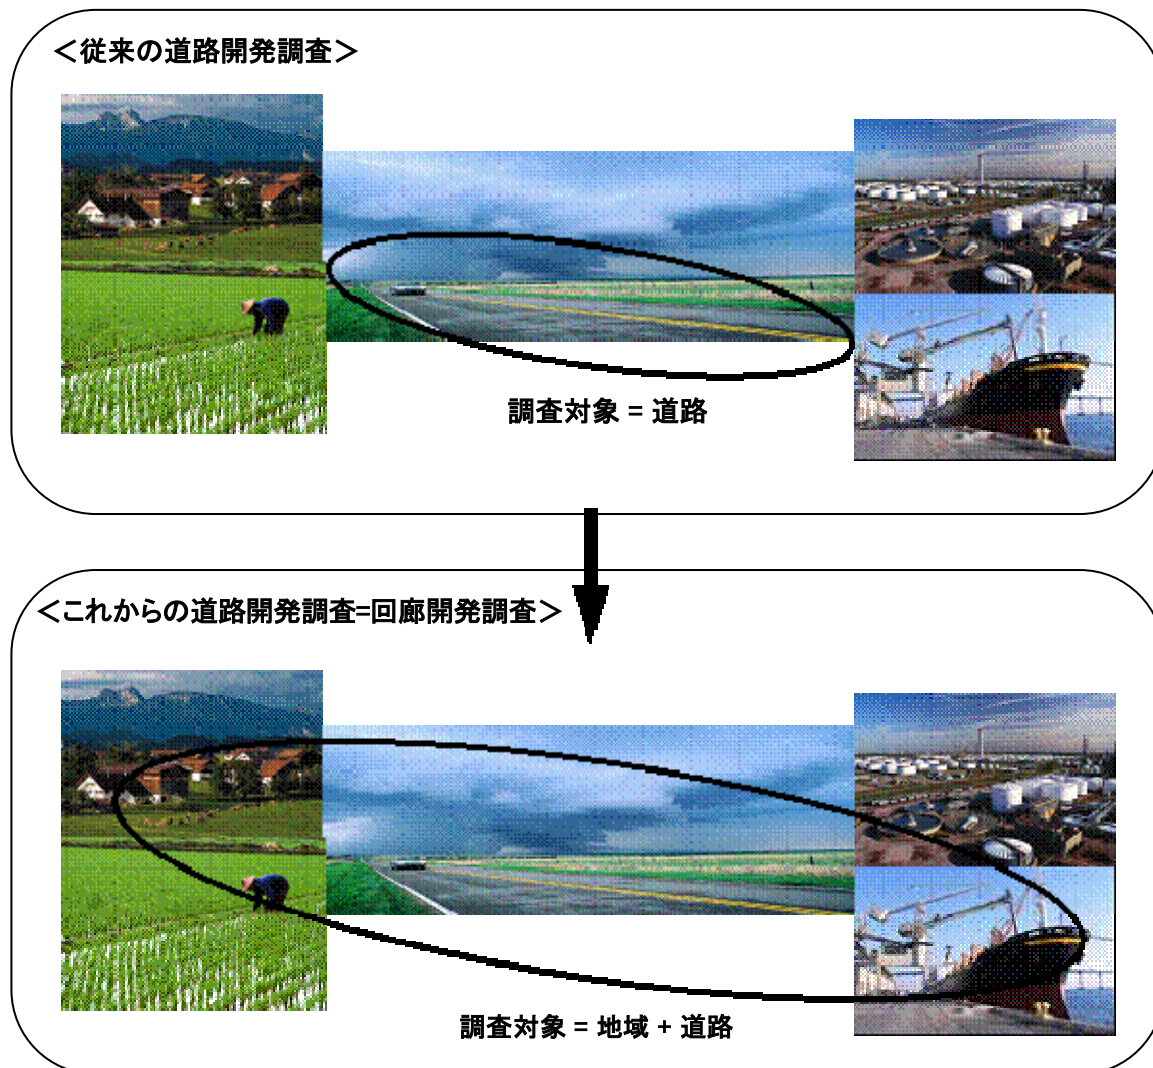 ＜従来の道路開発調査＞
調査対象 = 道路
＜これからの道路開発調査=回廊開発調査＞
調査対象 = 地域 + 道路